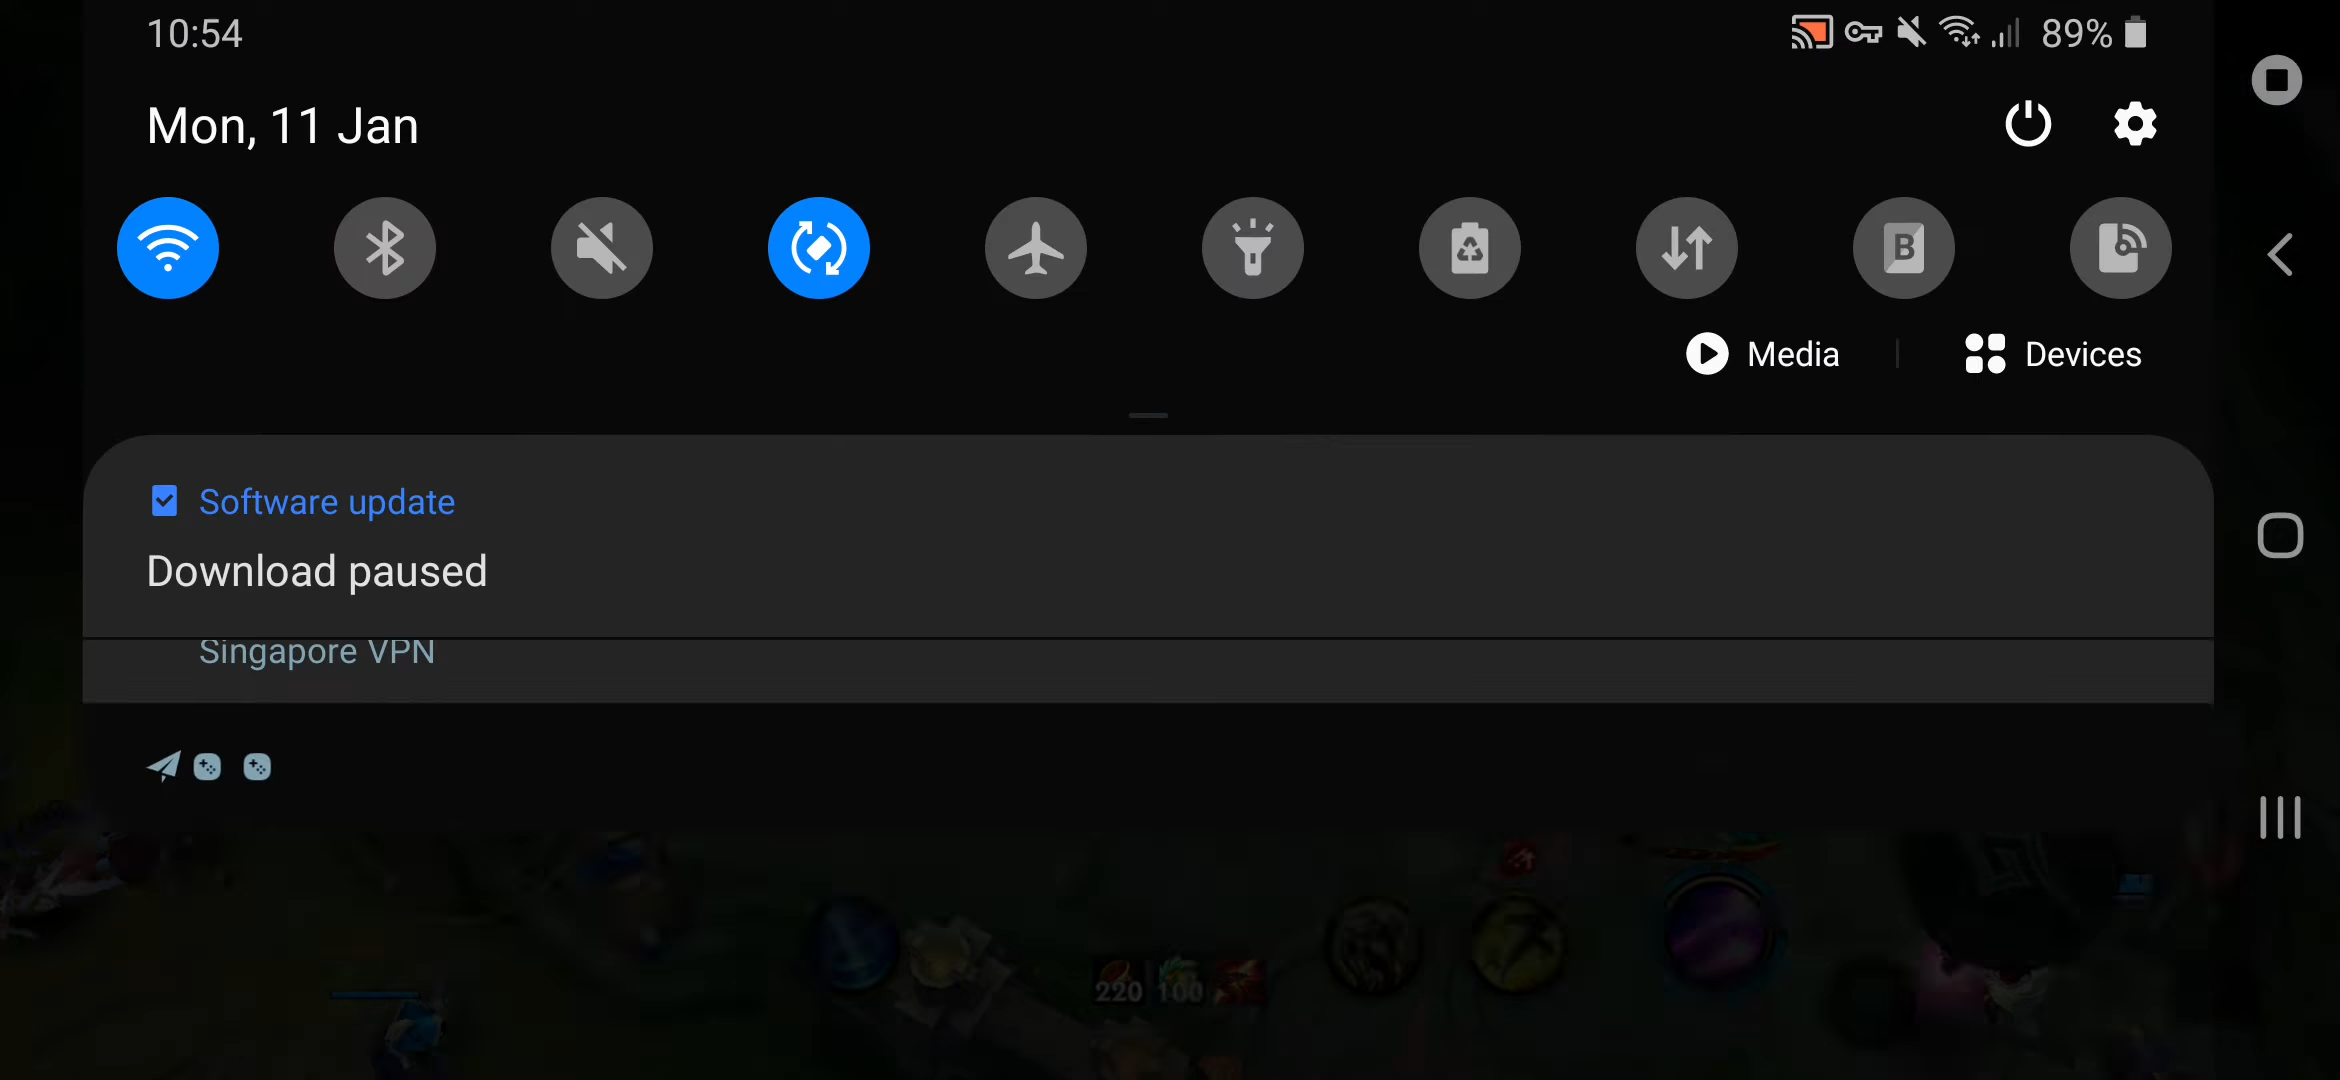 10:54
89%
Mon, 11 Jan
B
Media
Devices
Software update
Download paused
Singapore VPN
220 100